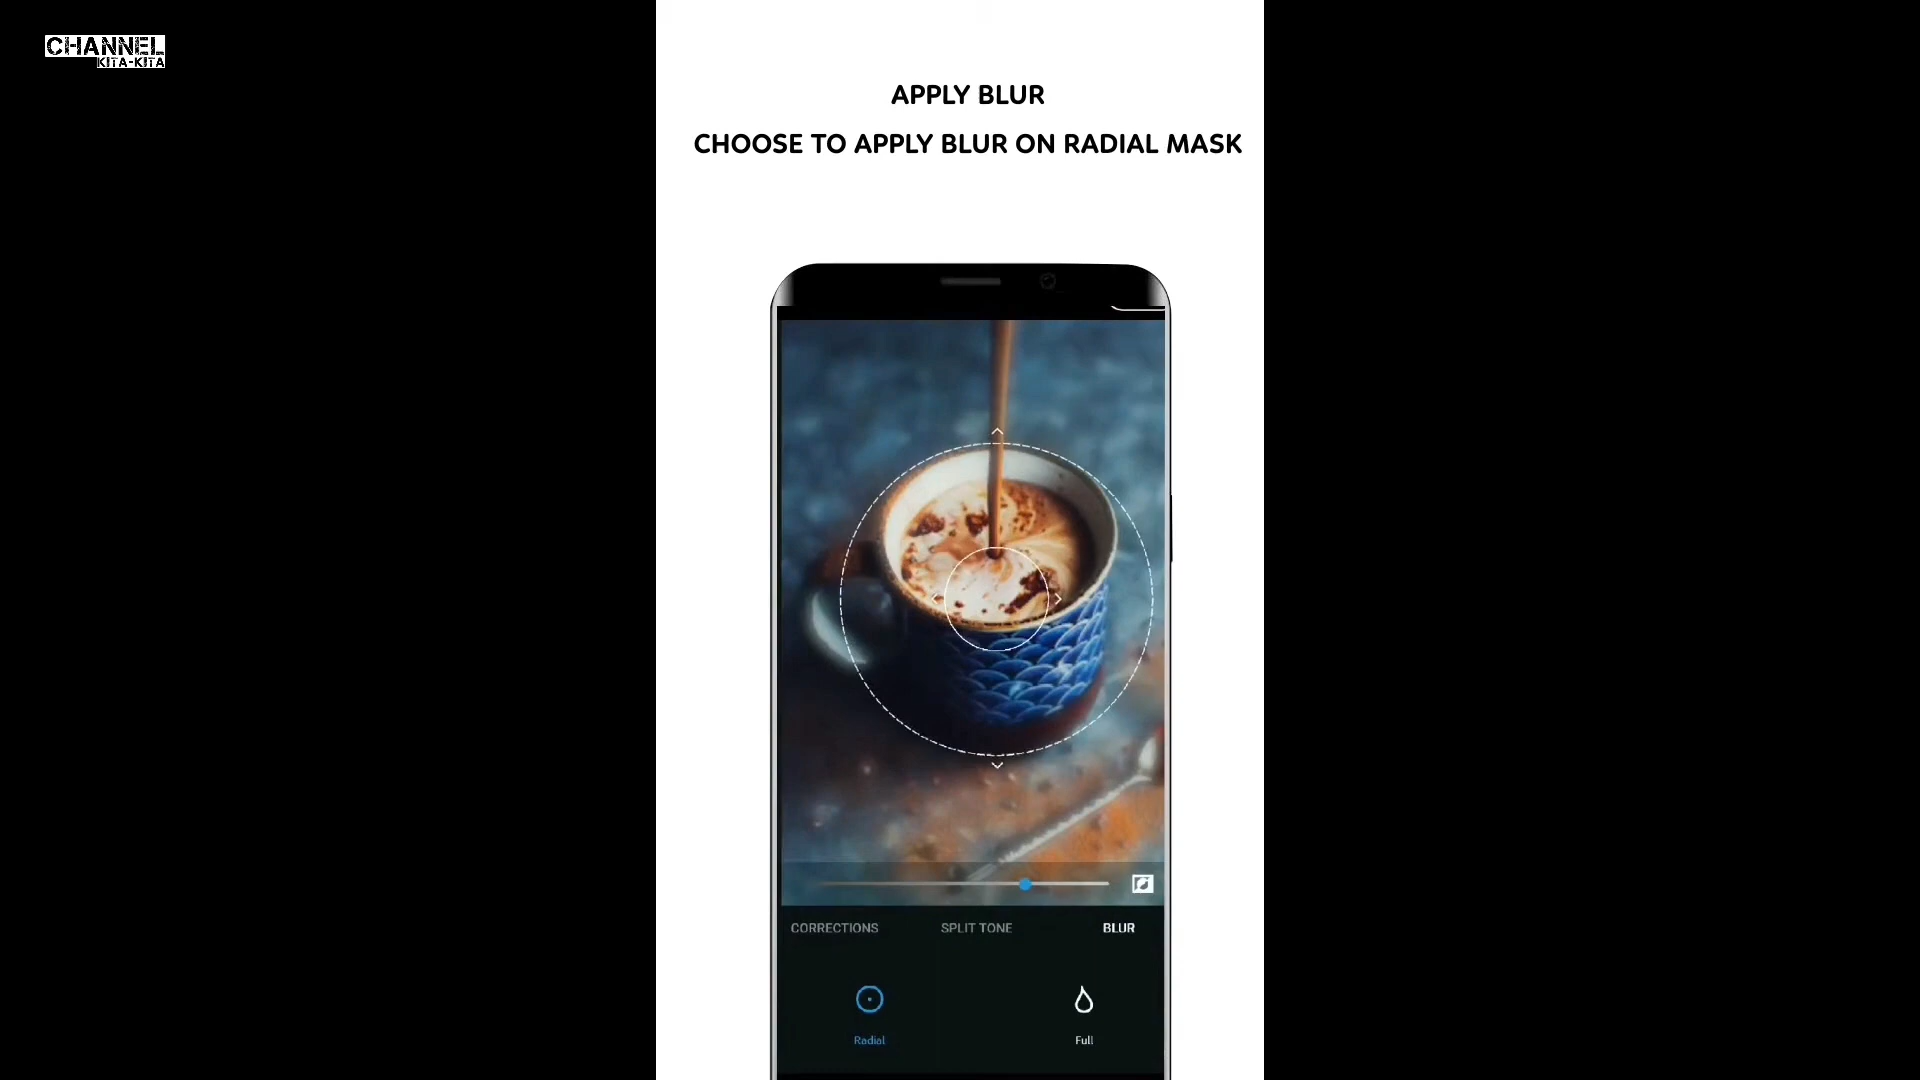 CHANNEL
KITA-KITA
APPLY BLUR
CHOOSE TO APPLY BLUR ON RADIAL MASK
CORRECTIONS SPLIT TONE BLUR
Radial Full